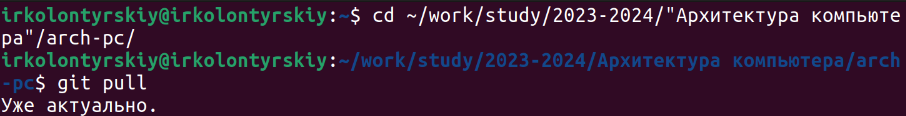 irkolontyrskiy@irkolontyrskiy:~$ cd ~/work/study/2023-2024/"Архитектура компьюте
ра"/arch-pc/
irkolontyrskiy@irkolontyrskiy:~/work/study/2023-2024/Архитектура компьютера/arch
-pc$ git pull
Уже актуально.